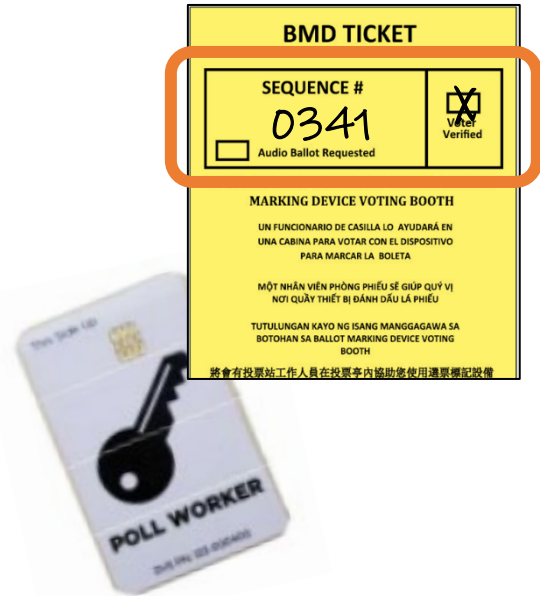 BMD TICKET
SEQUENCE #
0341
Audio Ballot Requested
Voter
Verified
MARKING DEVICE VOTING BOOTH
UN FUNCIONARIO DE CASILLA LO AYUDARÁ EN
UNA CABINA PARA VOTAR CON EL DISPOSITIVO
PARA MARCAR LA BOLETA
MỘT NHÂN VIÊN PHÒNG PHIẾU SẼ GIÚP QUÝ VỊ
NƠI QUẦY THIẾT BỊ ĐÁNH DẤU LÁ PHIẾU
TUTULUNGAN KAYO NG ISANG MANGGAGAWA SA
BOTOHAN SA BALLOT MARKING DEVICE VOTING
BOOTH
將會有投票站工作人員在投票亭內協助您使用選票標記設備
This Side Up
POLL WORKER